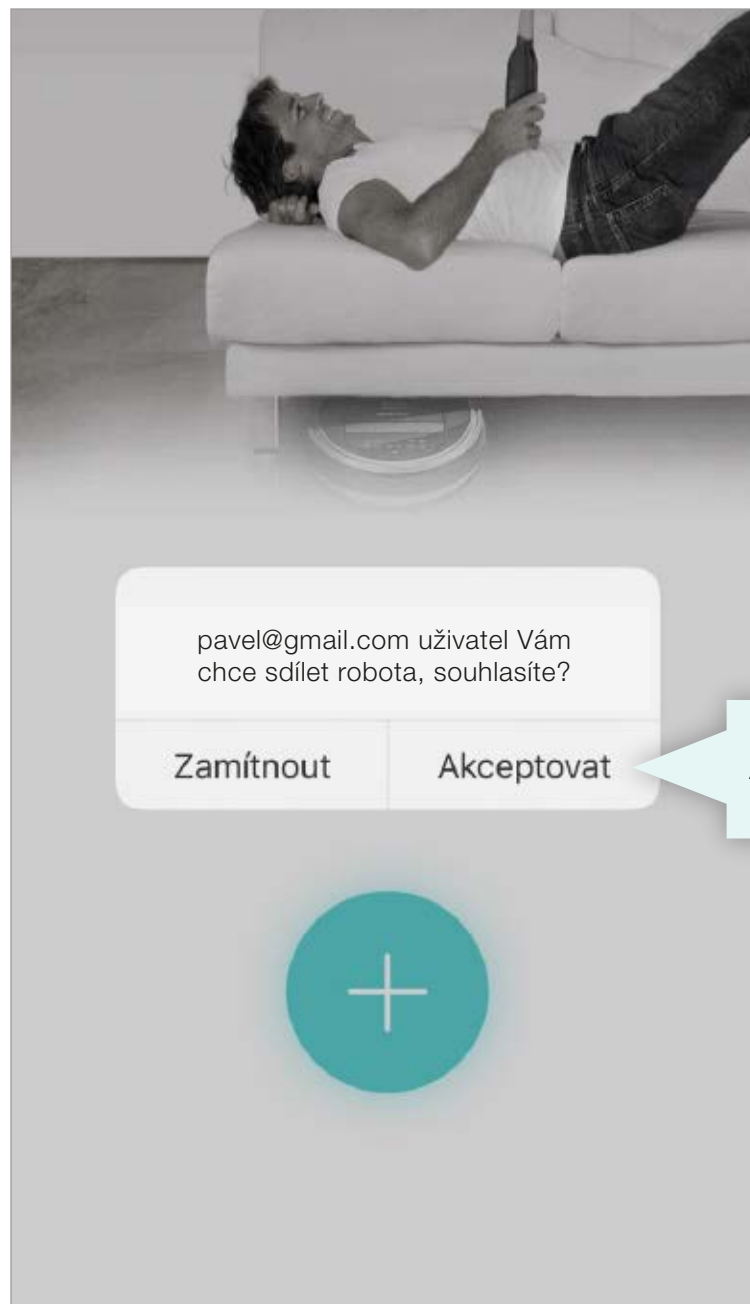 pavel@gmail.com uživatel Vám
chce sdílet robota, souhlasíte?
Zamítnout
Akceptovat